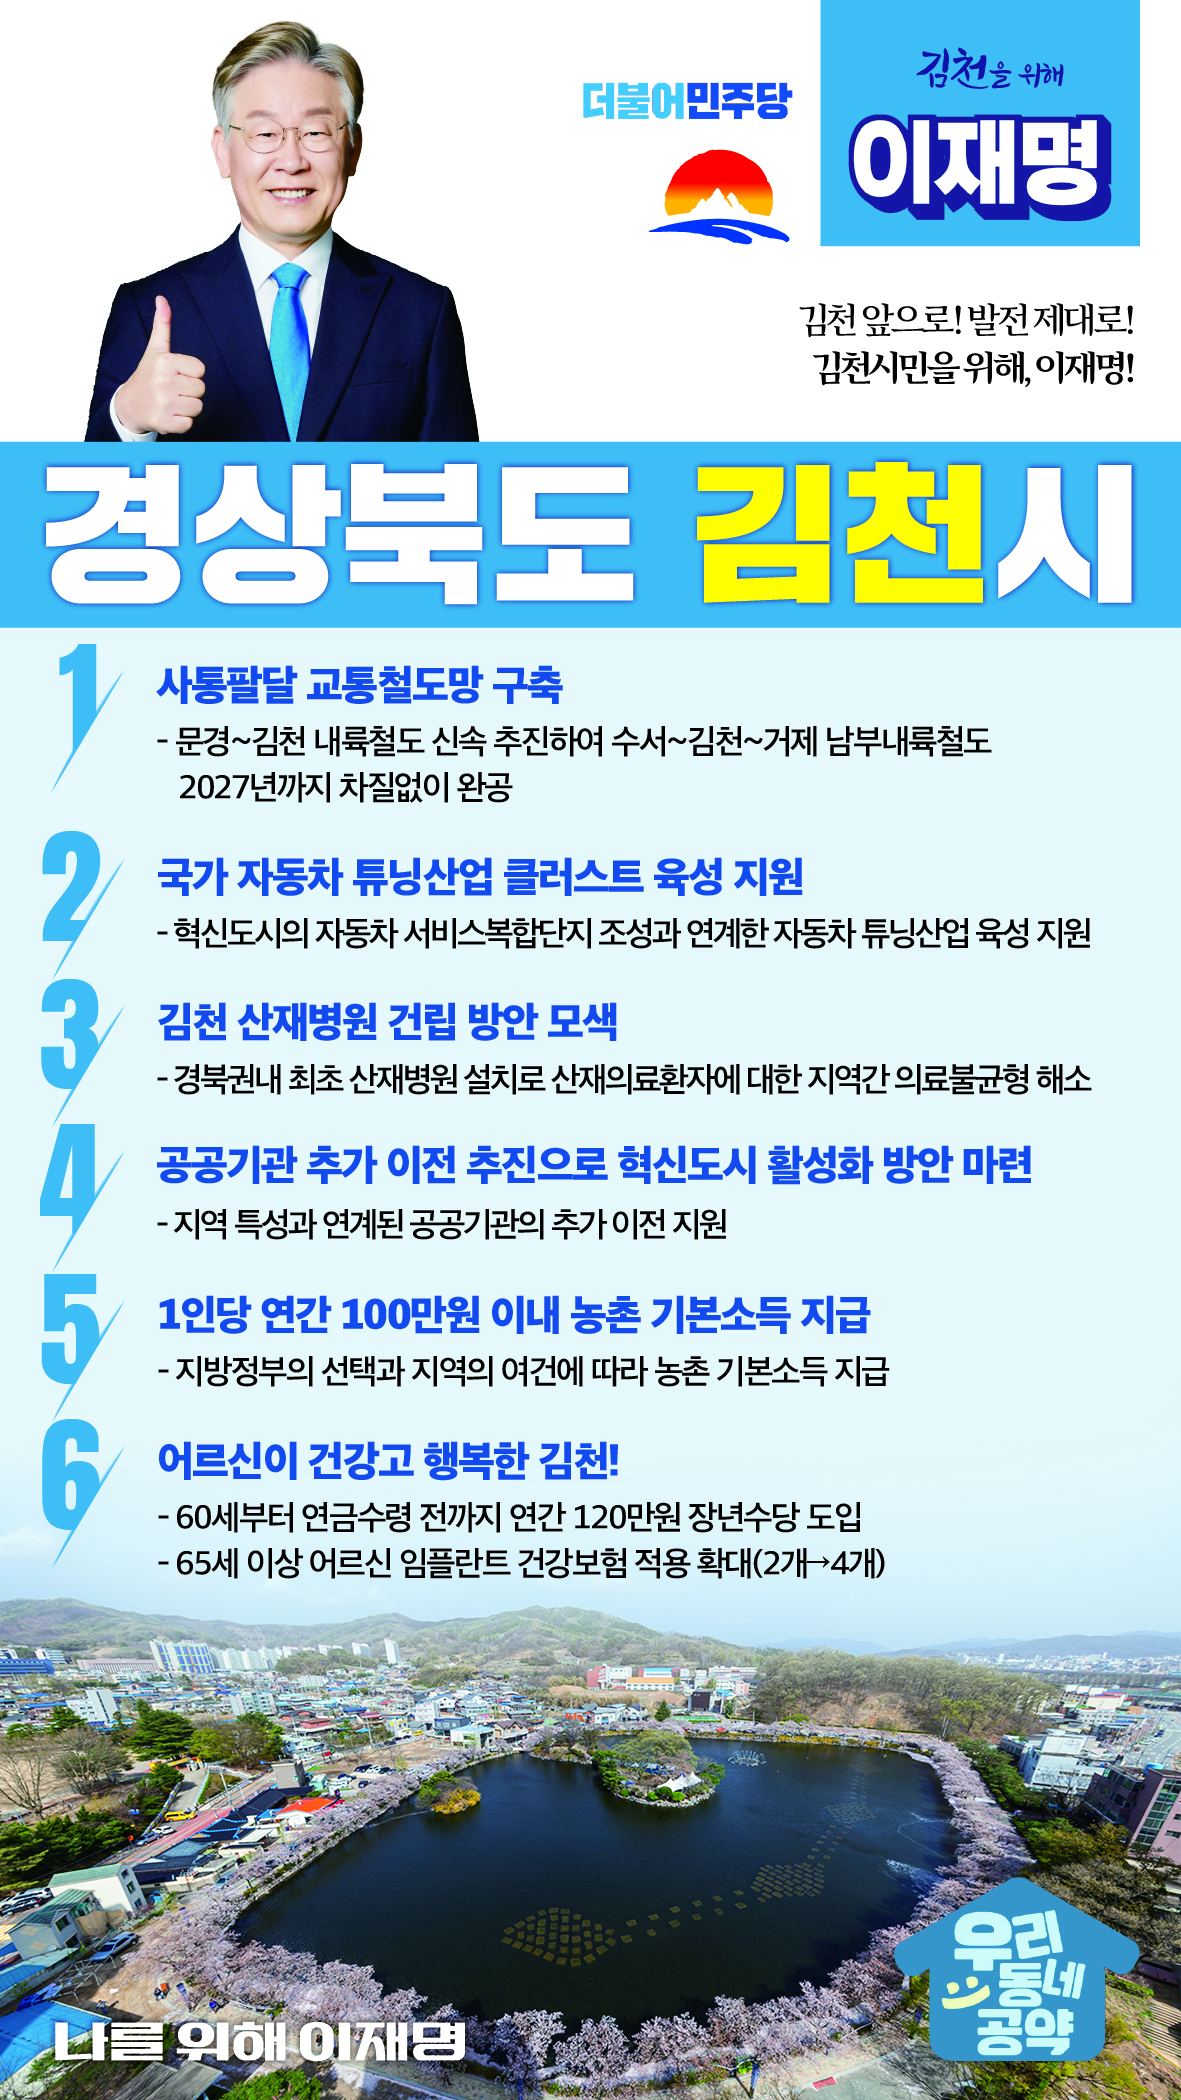 더불어민주당
김천을 위해
이재명
김천 앞으로! 발전 제대로!
김천시민을 위해, 이재명!
경상북도 김천시
1
사통팔달 교통철도망 구축
- 문경~김천 내륙철도 신속 추진하여 수서~김천~거제 남부내륙철도
2027년까지 차질없이 완공
2
국가 자동차 튜닝산업 클러스트 육성 지원
- 혁신도시의 자동차 서비스복합단지 조성과 연계한 자동차 튜닝산업 육성 지원
3
김천 산재병원 건립 방안 모색
- 경북권내 최초 산재병원 설치로 산재의료환자에 대한 지역간 의료불균형 해소
4
공공기관 추가 이전 추진으로 혁신도시 활성화 방안 마련
- 지역 특성과 연계된 공공기관의 추가 이전 지원
5
1인당 연간 100만원 이내 농촌 기본소득 지급
- 지방정부의 선택과 지역의 여건에 따라 농촌 기본소득 지급
6
어르신이 건강고 행복한 김천!
- 60세부터 연금수령 전까지 연간 120만원 장년수당 도입
- 65세 이상 어르신 임플란트 건강보험 적용 확대(2개→4개)
우리
동네
공약
나를 위해 이재명